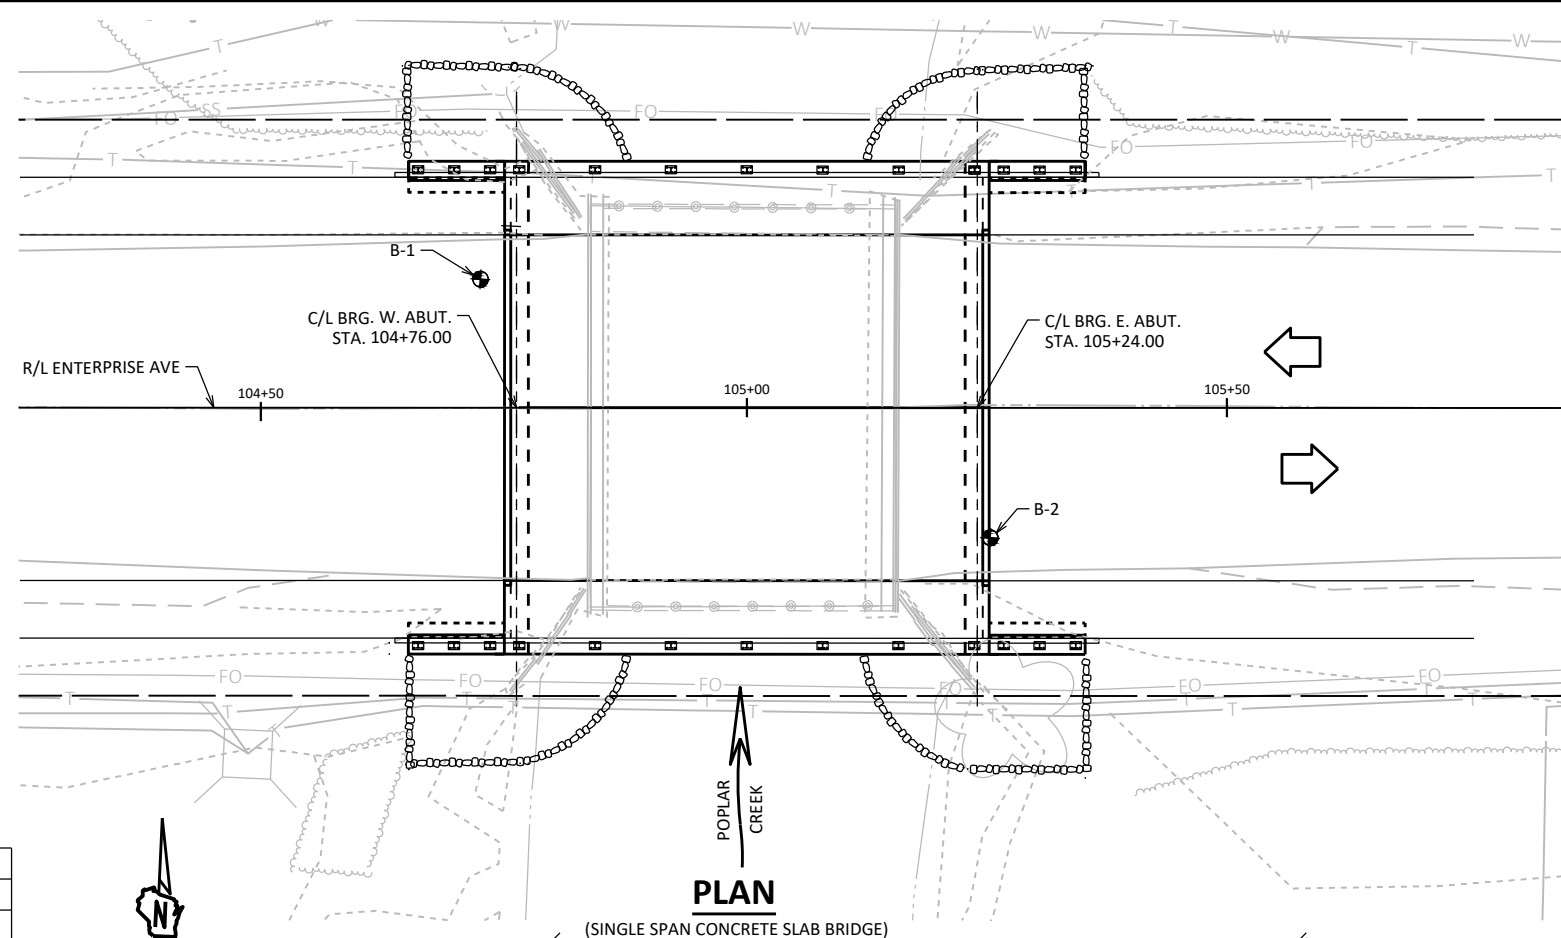 W W W W W
T T T T
SS
FO FO FO FO FO
T T T T T T
B-1
C/L BRG. W. ABUT.
STA. 104+76.00
C/L BRG. E. ABUT.
STA. 105+24.00
R/L ENTERPRISE AVE
104+50
105+00
105+50
B-2
FO FO FO FO FO
T T T T T T T T
POPLAR
CREEK
N
PLAN
(SINGLE SPAN CONCRETE SLAB BRIDGE)